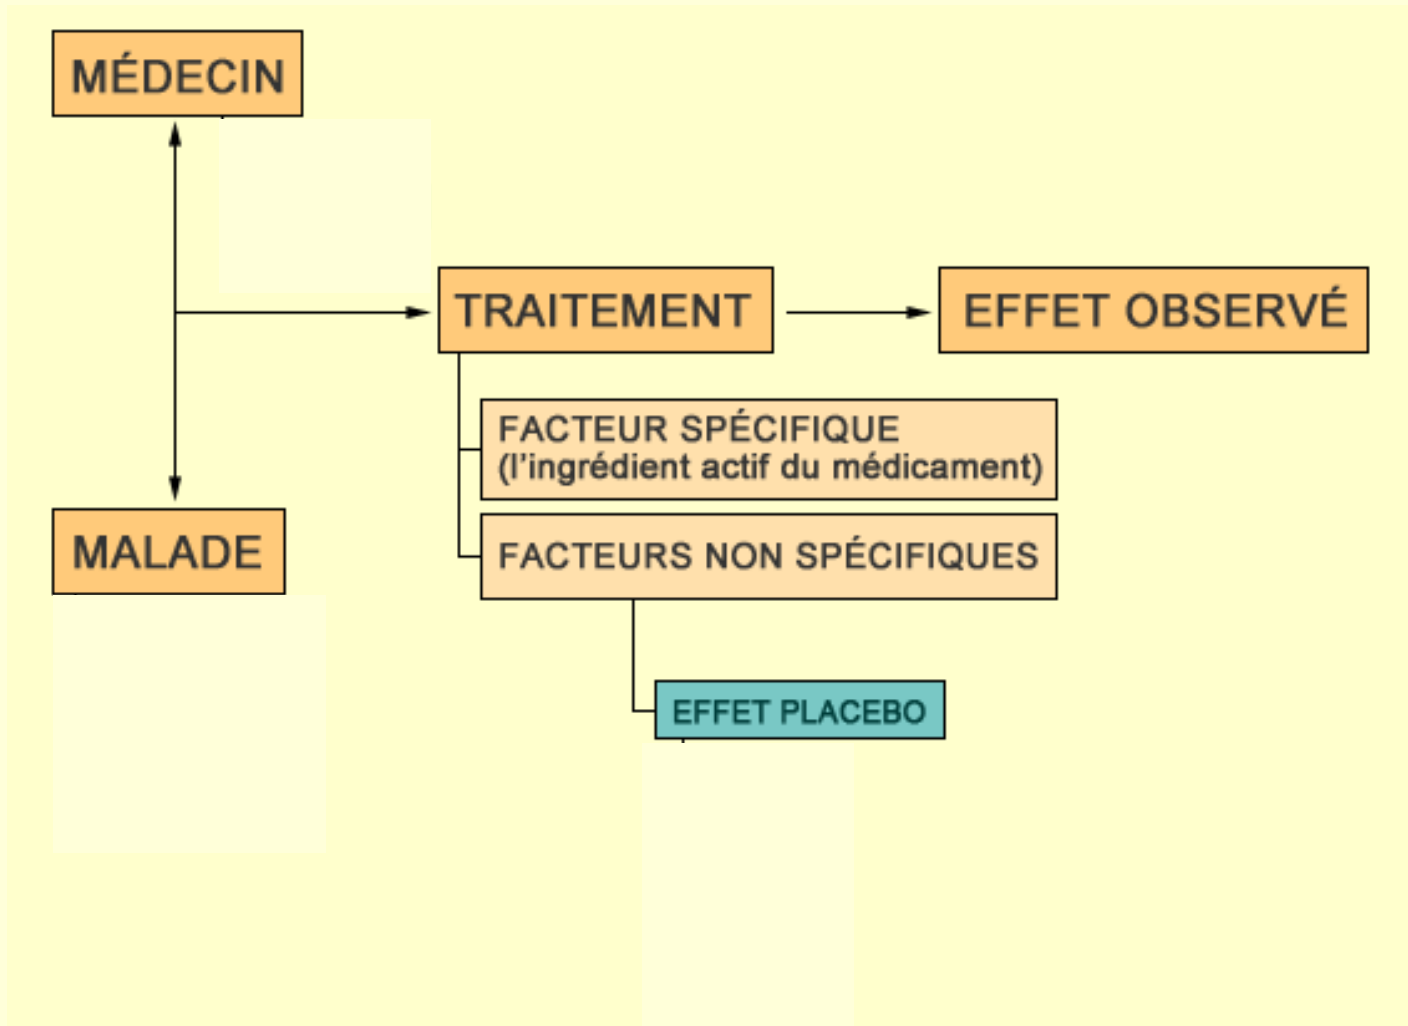 MÉDECIN
TRAITEMENT
EFFET OBSERVÉ
FACTEUR SPÉCIFIQUE
(l'ingrédient actif du médicament)
MALADE
FACTEURS NON SPÉCIFIQUES
EFFET PLACEBO